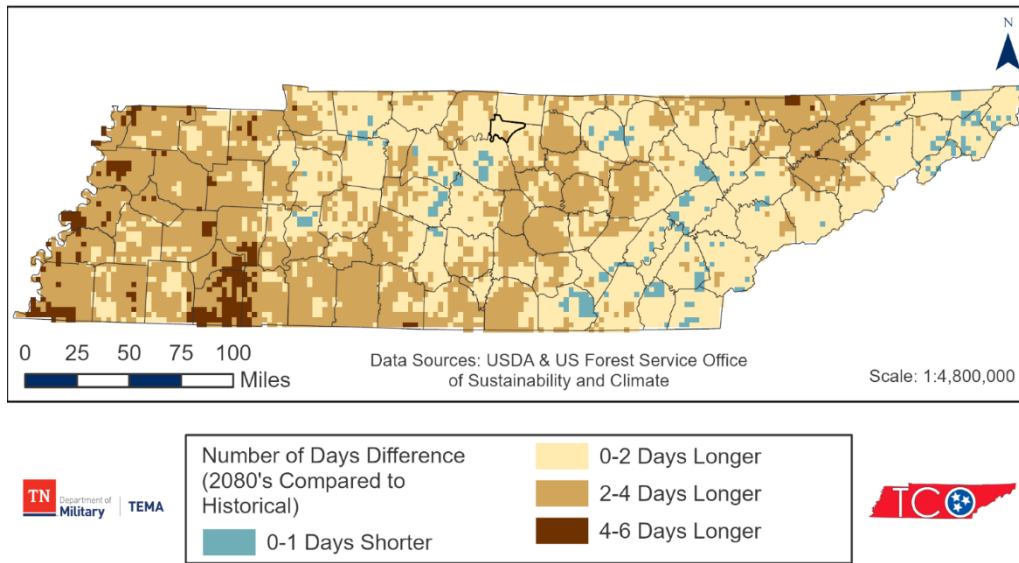 N
0 25 50 75 100
Miles
Data Sources: USDA & US Forest Service Office
of Sustainability and Climate
Scale: 1:4,800,000
TN
Department of
Military
TEMA
Number of Days Difference
(2080's Compared to
Historical)
0-1 Days Shorter
0-2 Days Longer
2-4 Days Longer
4-6 Days Longer
TCO